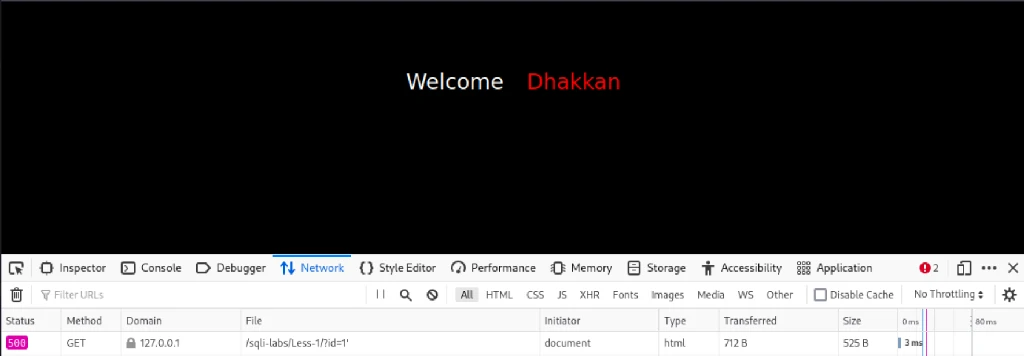 Welcome Dhakkan
Inspector Console Debugger Network Style Editor Performance Memory Storage Accessibility Application 2
Filter URLs All HTML CSS JS XHR Fonts Images Media WS Other Disable Cache No Throttling
Status Method Domain File Initiator Type Transferred Size 0 ms 80 ms
500 GET 127.0.0.1 /sqli-labs/Less-1/?id=1' document html 712 B 525 B 3 ms